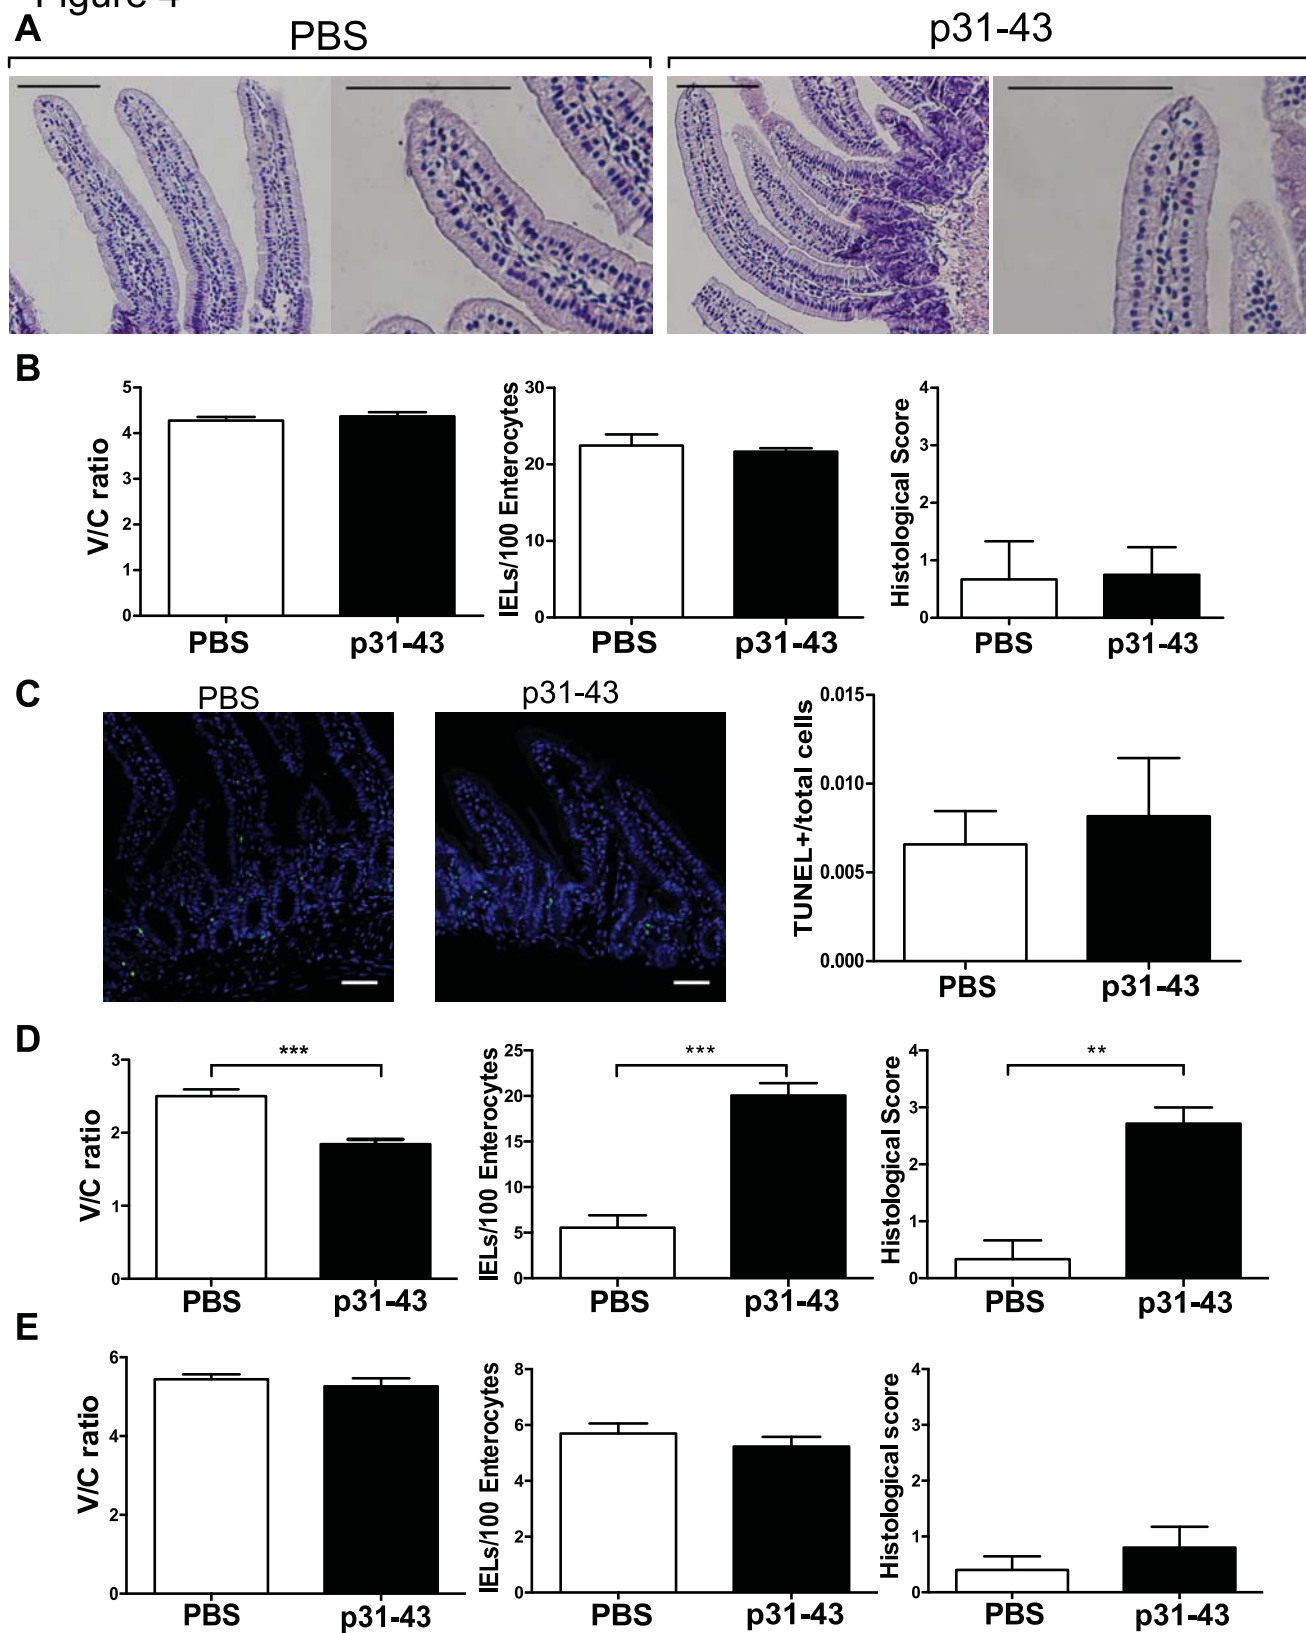 Figure 4
A
PBS
p31-43
B
5
4
3
2
1
0
V/C ratio
PBS
p31-43
30
20
10
0
IELs/100 Enterocytes
PBS
p31-43
4
3
2
1
0
Histological Score
PBS
p31-43
C
PBS
p31-43
0.015
0.010
0.005
0.000
TUNEL+/total cells
PBS
p31-43
D
3
2
1
0
V/C ratio
***
PBS
p31-43
25
20
15
10
5
0
IELs/100 Enterocytes
***
PBS
p31-43
4
3
2
1
0
Histological Score
**
PBS
p31-43
E
6
4
2
0
V/C ratio
PBS
p31-43
8
6
4
2
0
IELs/100 Enterocytes
PBS
p31-43
4
3
2
1
0
Histological score
PBS
p31-43